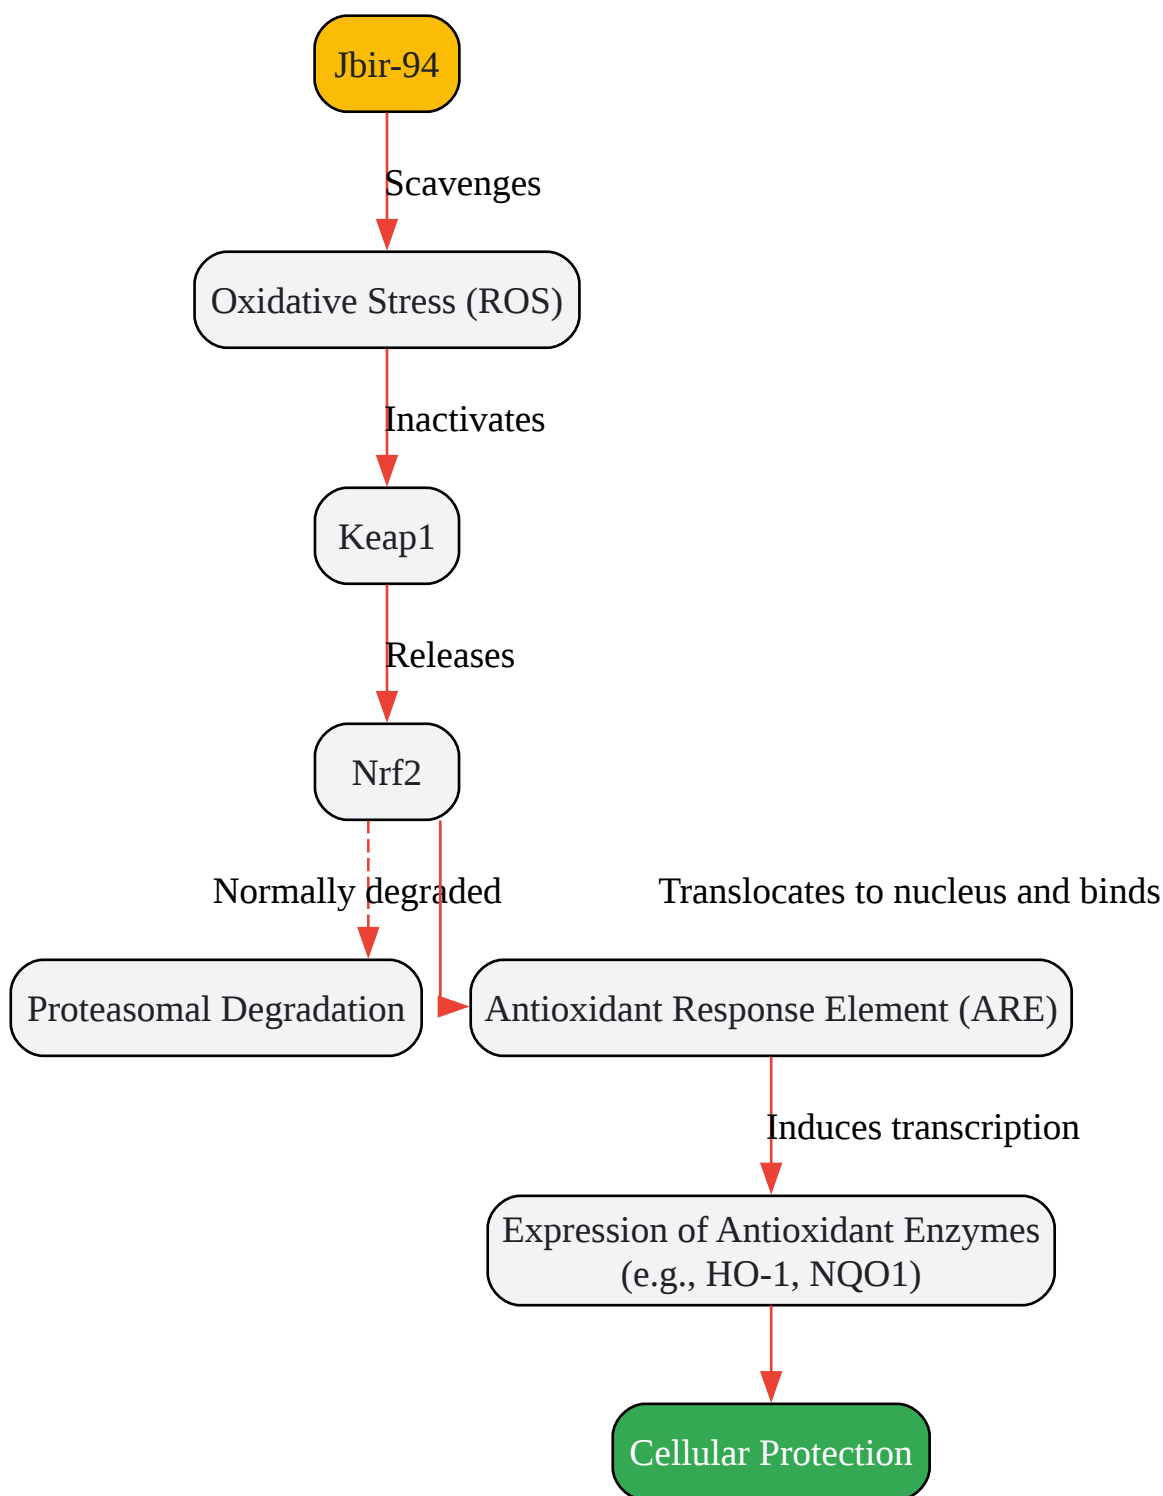 Jbir-94
Scavenges
Oxidative Stress (ROS)
Inactivates
Keap1
Releases
Nrf2
Normally degraded
Translocates to nucleus and binds
Proteasomal Degradation
Antioxidant Response Element (ARE)
Induces transcription
Expression of Antioxidant Enzymes
(e.g., HO-1, NQO1)
Cellular Protection